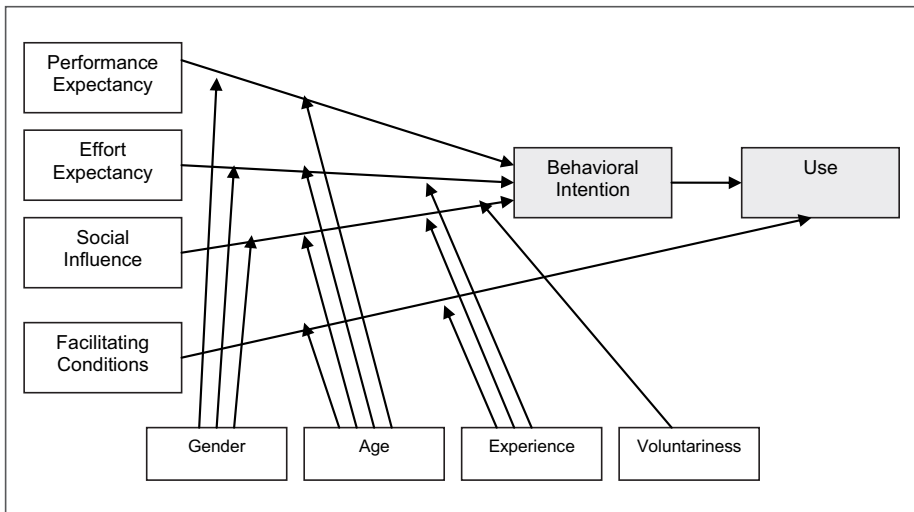 Performance
Expectancy
Effort
Expectancy
Social
Influence
Facilitating
Conditions
Behavioral
Intention
Use
Gender
Age
Experience
Voluntariness